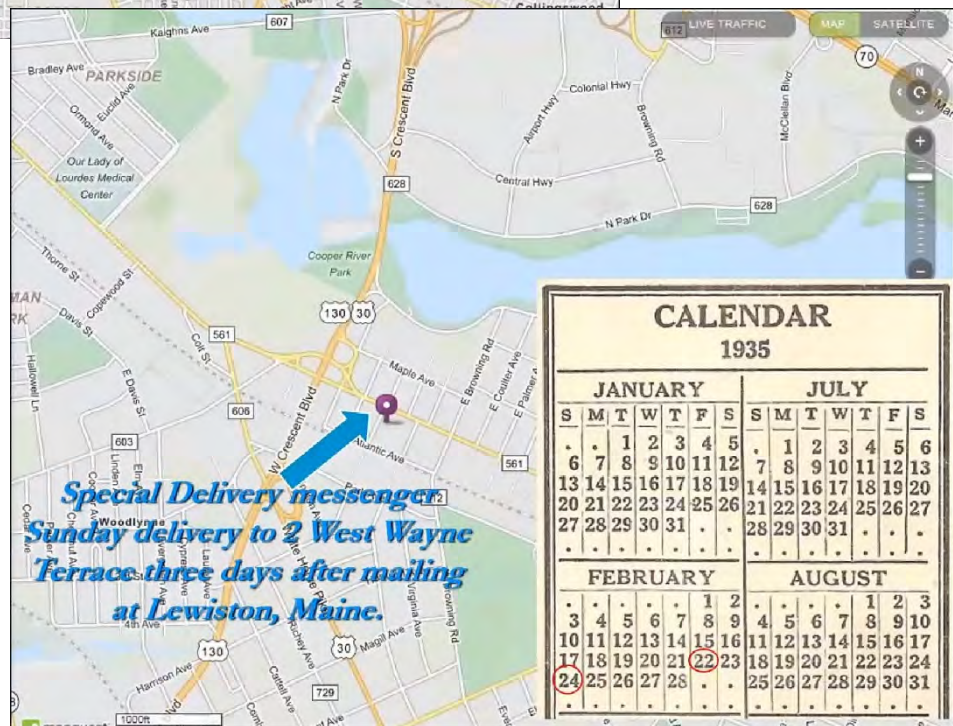 Collingswood
607
Kaighns Ave
N Park Dr
S Crescent Blvd
612
LIVE TRAFFIC
MAP
SATELLITE
70
N
Bradley Ave
PARKSIDE
Euclid Ave
Ormond Ave
Our Lady of
Lourdes Medical
Center
Colonial Hwy
Airport Hwy
Browning Rd
McClellan Blvd
Central Hwy
628
628
N Park Dr
Cooper River
Park
Thorne St
Copewood St
Davis St
130 30
561
Colt St
Maple Ave
E Browning Rd
E Coulter Ave
Hallowell Ln
E Davis St
606
W Crescent Blvd
Atlantic Ave
603
561
Woodlynne
Special Delivery messenger
Sunday delivery to 2 West Wayne
Terrace three days after mailing
at Lewiston, Maine.
4th Ave
Virginia Ave
Browning Rd
130
30
Magill Ave
Harrison Ave
Cattell Ave
729
1000ft
CALENDAR
1935
JANUARY
S M T W T F S
. . 1 2 3 4 5
6 7 8 9 10 11 12
13 14 15 16 17 18 19
20 21 22 23 24 25 26
27 28 29 30 31 . .
. . . . . . .
JULY
S M T W T F S
. 1 2 3 4 5 6
7 8 9 10 11 12 13
14 15 16 17 18 19 20
21 22 23 24 25 26 27
28 29 30 31 . . .
. . . . . . .
FEBRUARY
. . . . . 1 2
3 4 5 6 7 8 9
10 11 12 13 14 15 16
17 18 19 20 21 22 23
24 25 26 27 28 . .
AUGUST
. . . . 1 2 3
4 5 6 7 8 9 10
11 12 13 14 15 16 17
18 19 20 21 22 23 24
25 26 27 28 29 30 31